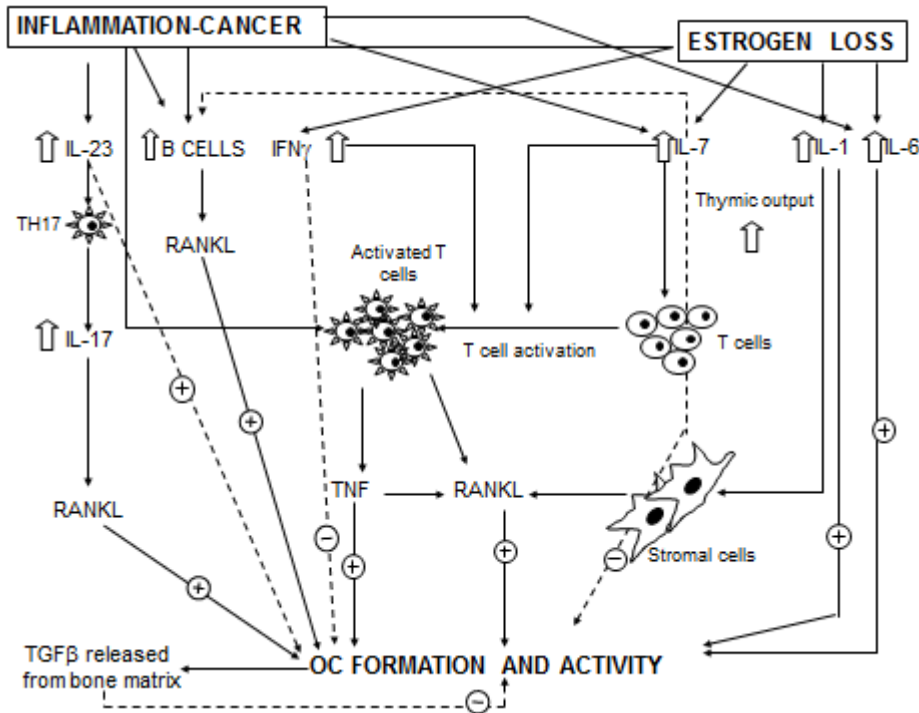 INFLAMMATION-CANCER
ESTROGEN LOSS
IL-23
B CELLS
IFNγ
IL-7
IL-1
IL-6
TH17
RANKL
Thymic output
Activated T
cells
IL-17
T cell activation
T cells
+
+
+
RANKL
TNF
RANKL
Stromal cells
−
+
+
−
+
+
TGFβ released
from bone matrix
OC FORMATION AND ACTIVITY
−